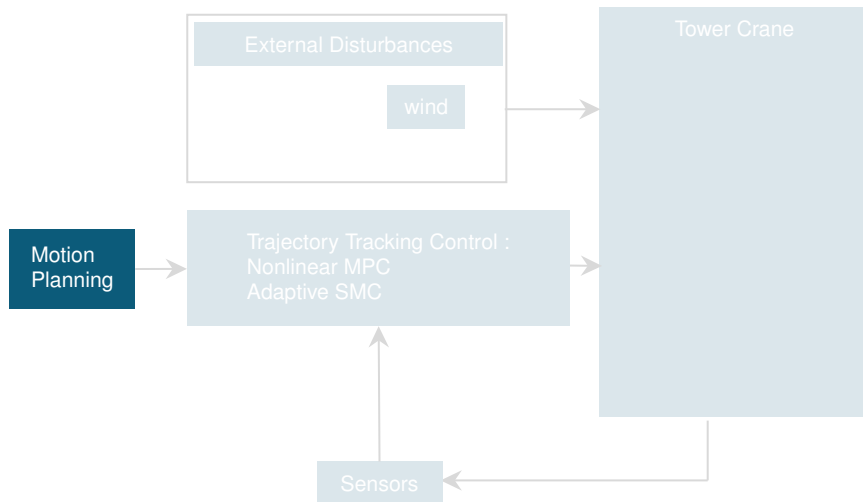 External Disturbances
Tower Crane
wind
Motion
Planning
Trajectory Tracking Control :
Nonlinear MPC
Adaptive SMC
Sensors